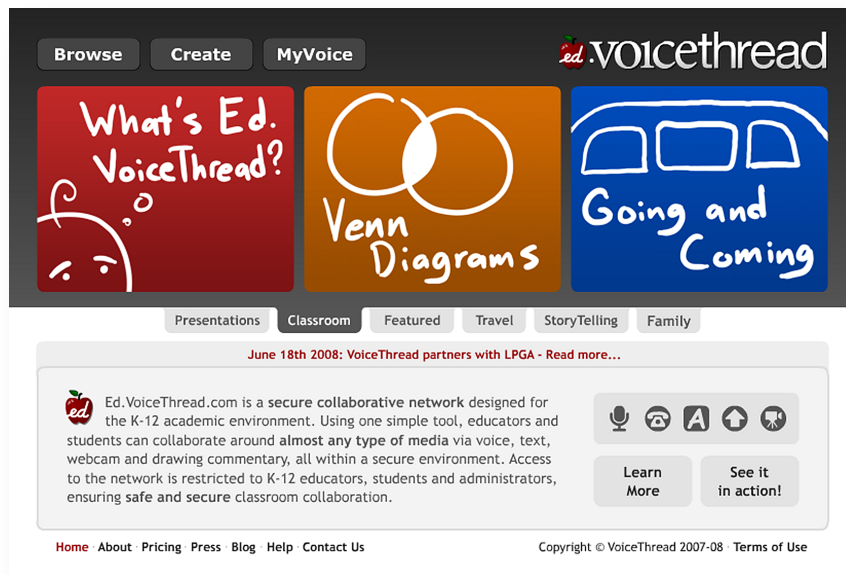 Browse Create MyVoice
ed.voicethread
What's Ed.
VoiceThread?
Venn
Diagrams
Going and
Coming
Presentations Classroom Featured Travel StoryTelling Family
June 18th 2008: VoiceThread partners with LPGA - Read more...
ed
Ed.VoiceThread.com is a secure collaborative network designed for
the K-12 academic environment. Using one simple tool, educators and
students can collaborate around almost any type of media via voice, text,
webcam and drawing commentary, all within a secure environment. Access
to the network is restricted to K-12 educators, students and administrators,
ensuring safe and secure classroom collaboration.
A
Learn
More
See it
in action!
Home · About · Pricing · Press · Blog · Help · Contact Us
Copyright © VoiceThread 2007-08 · Terms of Use